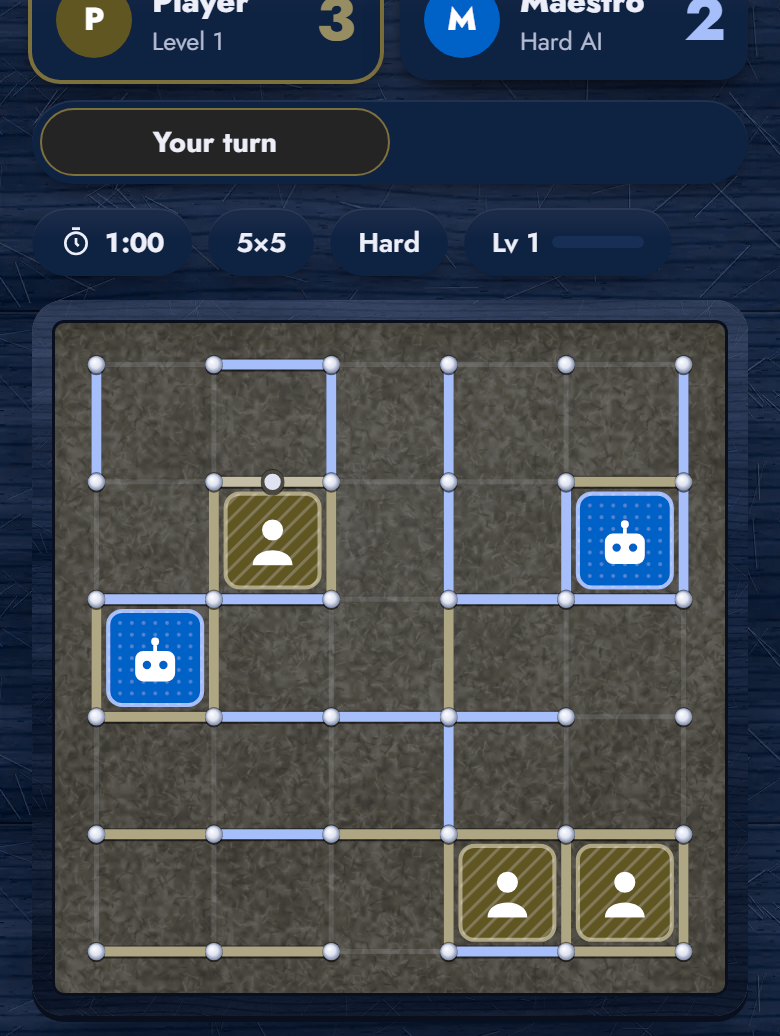 P
Player
Level 1
3
M
Maestro
Hard AI
2
Your turn
1:00
5×5
Hard
Lv 1